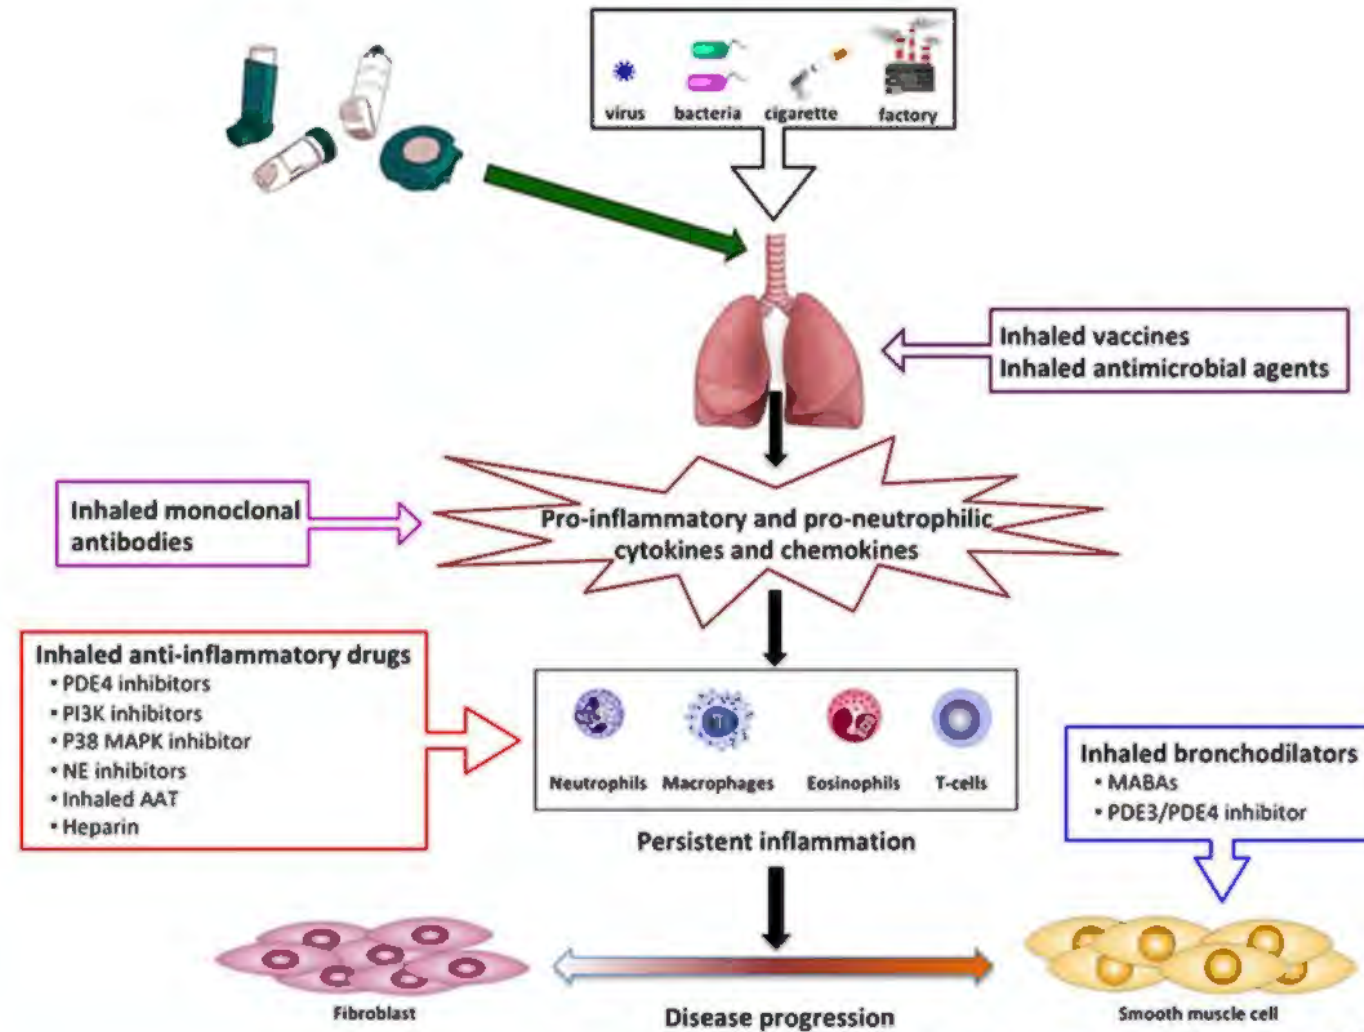 virus
bacteria
cigarette
factory
Inhaled vaccines
Inhaled antimicrobial agents
Inhaled monoclonal
antibodies
Pro-inflammatory and pro-neutrophilic
cytokines and chemokines
Inhaled anti-inflammatory drugs
• PDE4 inhibitors
• PI3K inhibitors
• P38 MAPK inhibitor
• NE inhibitors
• Inhaled AAT
• Heparin
Neutrophils
Macrophages
Eosinophils
T-cells
Inhaled bronchodilators
• MABAs
• PDE3/PDE4 inhibitor
Persistent inflammation
Fibroblast
Disease progression
Smooth muscle cell